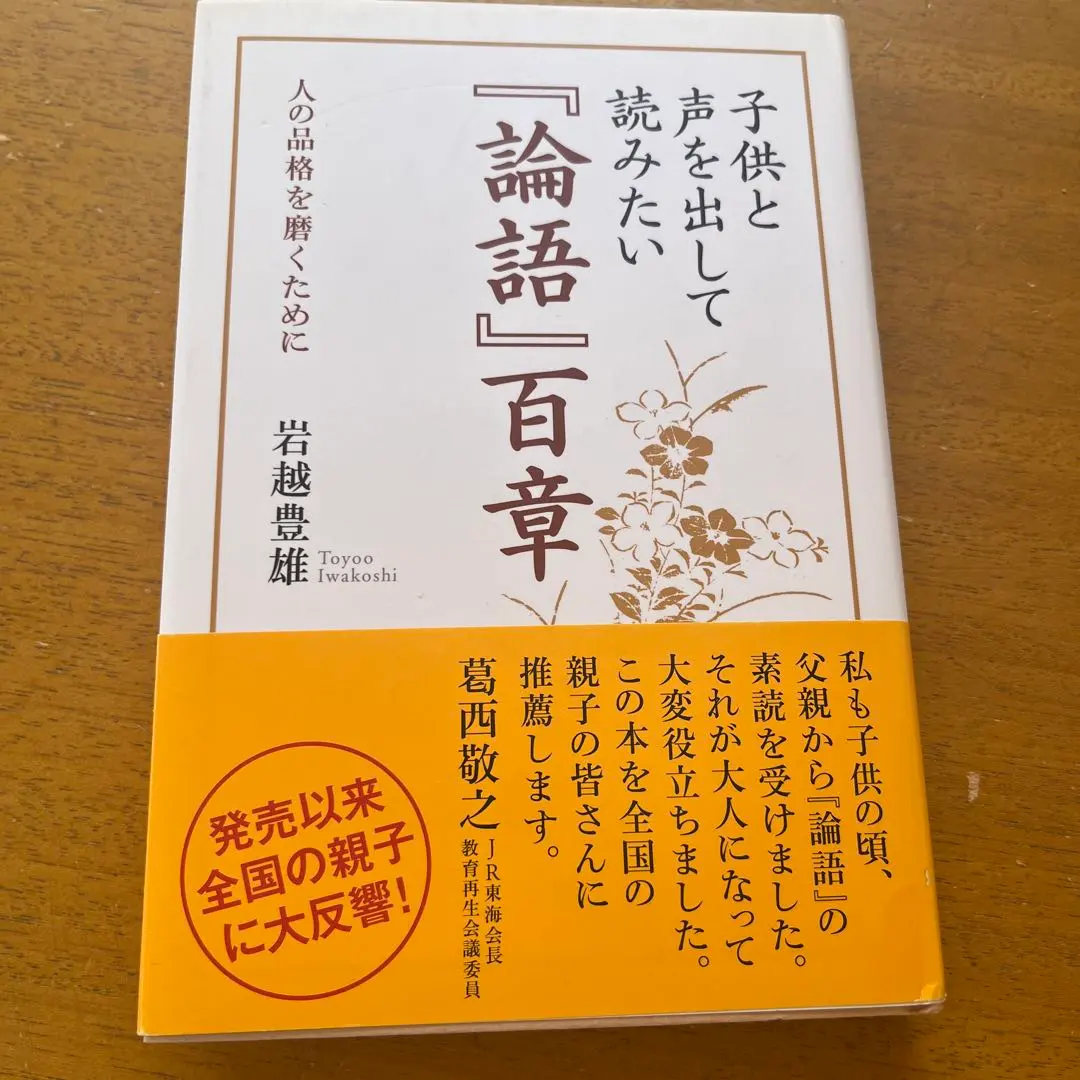 子供と
声を出して
読みたい
『論語』百章
人の品格を磨くために
岩越豊雄
Toyoo
Iwakoshi
私も子供の頃、
父親から『論語』の
素読を受けました。
それが大人になって
大変役立ちました。
この本を全国の
親子の皆さんに
推薦します。
葛西敬之
JR東海会長
教育再生会議委員
発売以来
全国の親子
に大反響!